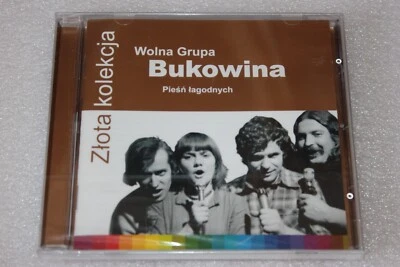 Złota kolekcja
Wolna Grupa
Bukowina
Pieśń łagodnych